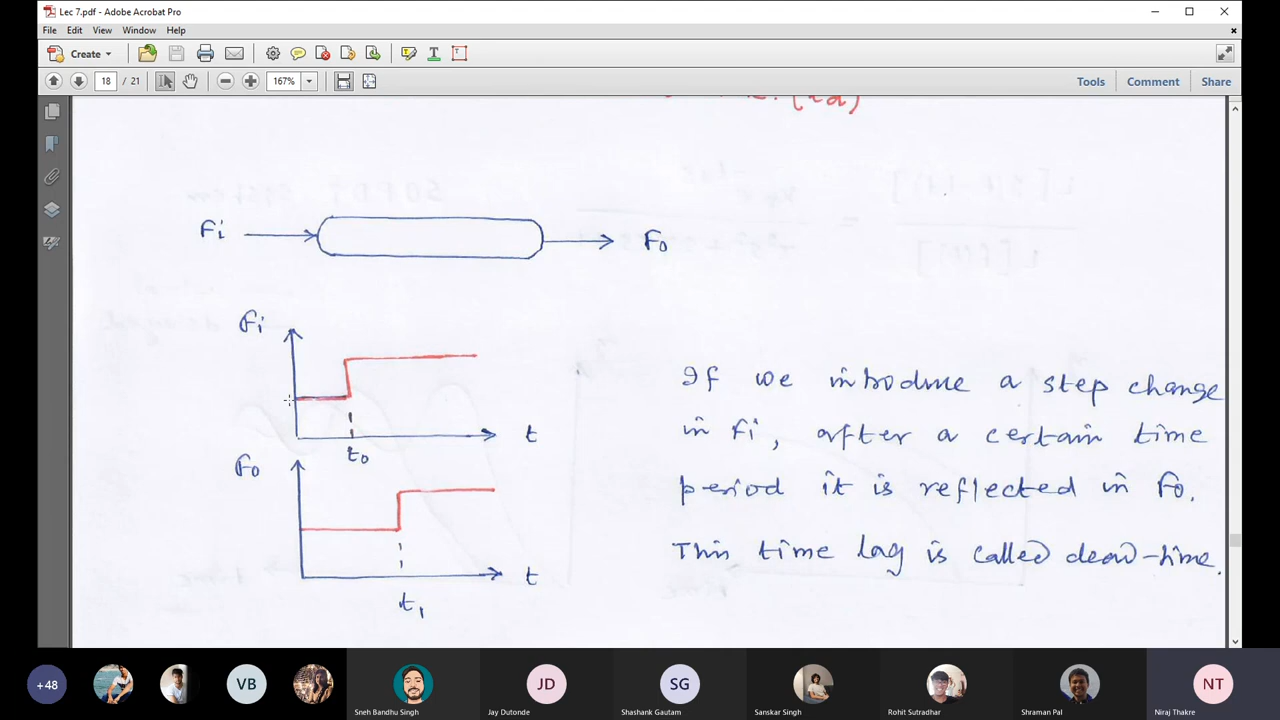 Lec 7.pdf - Adobe Acrobat Pro
File Edit View Window Help
Create
18 / 21 167% Tools Comment Share
Fi Fo
Fi
t
to
Fo
t
t1
If we introduce a step change
in Fi, after a certain time
period it is reflected in Fo.
This time lag is called dead-time.
+48 VB JD SG NT
Sneh Bandhu Singh Jay Dutonde Shashank Gautam Sanskar Singh Rohit Sutradhar Shraman Pal Niraj Thakre